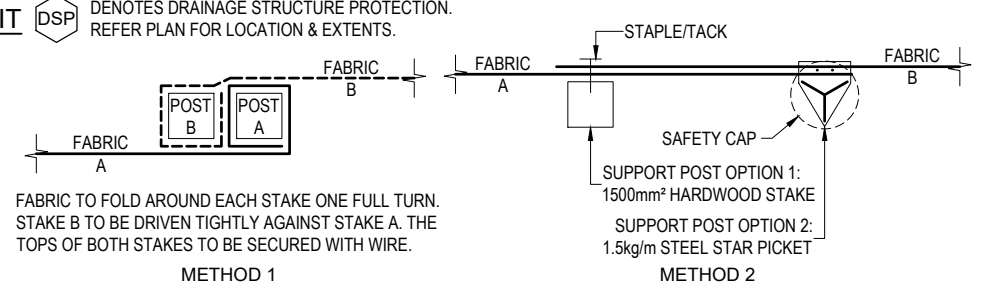 IT
DSP
DENOTES DRAINAGE STRUCTURE PROTECTION.
REFER PLAN FOR LOCATION & EXTENTS.
FABRIC
B
POST
B
POST
A
FABRIC
A
FABRIC TO FOLD AROUND EACH STAKE ONE FULL TURN.
STAKE B TO BE DRIVEN TIGHTLY AGAINST STAKE A. THE
TOPS OF BOTH STAKES TO BE SECURED WITH WIRE.
METHOD 1
STAPLE/TACK
FABRIC
A
FABRIC
B
SAFETY CAP
SUPPORT POST OPTION 1:
1500mm² HARDWOOD STAKE
SUPPORT POST OPTION 2:
1.5kg/m STEEL STAR PICKET
METHOD 2